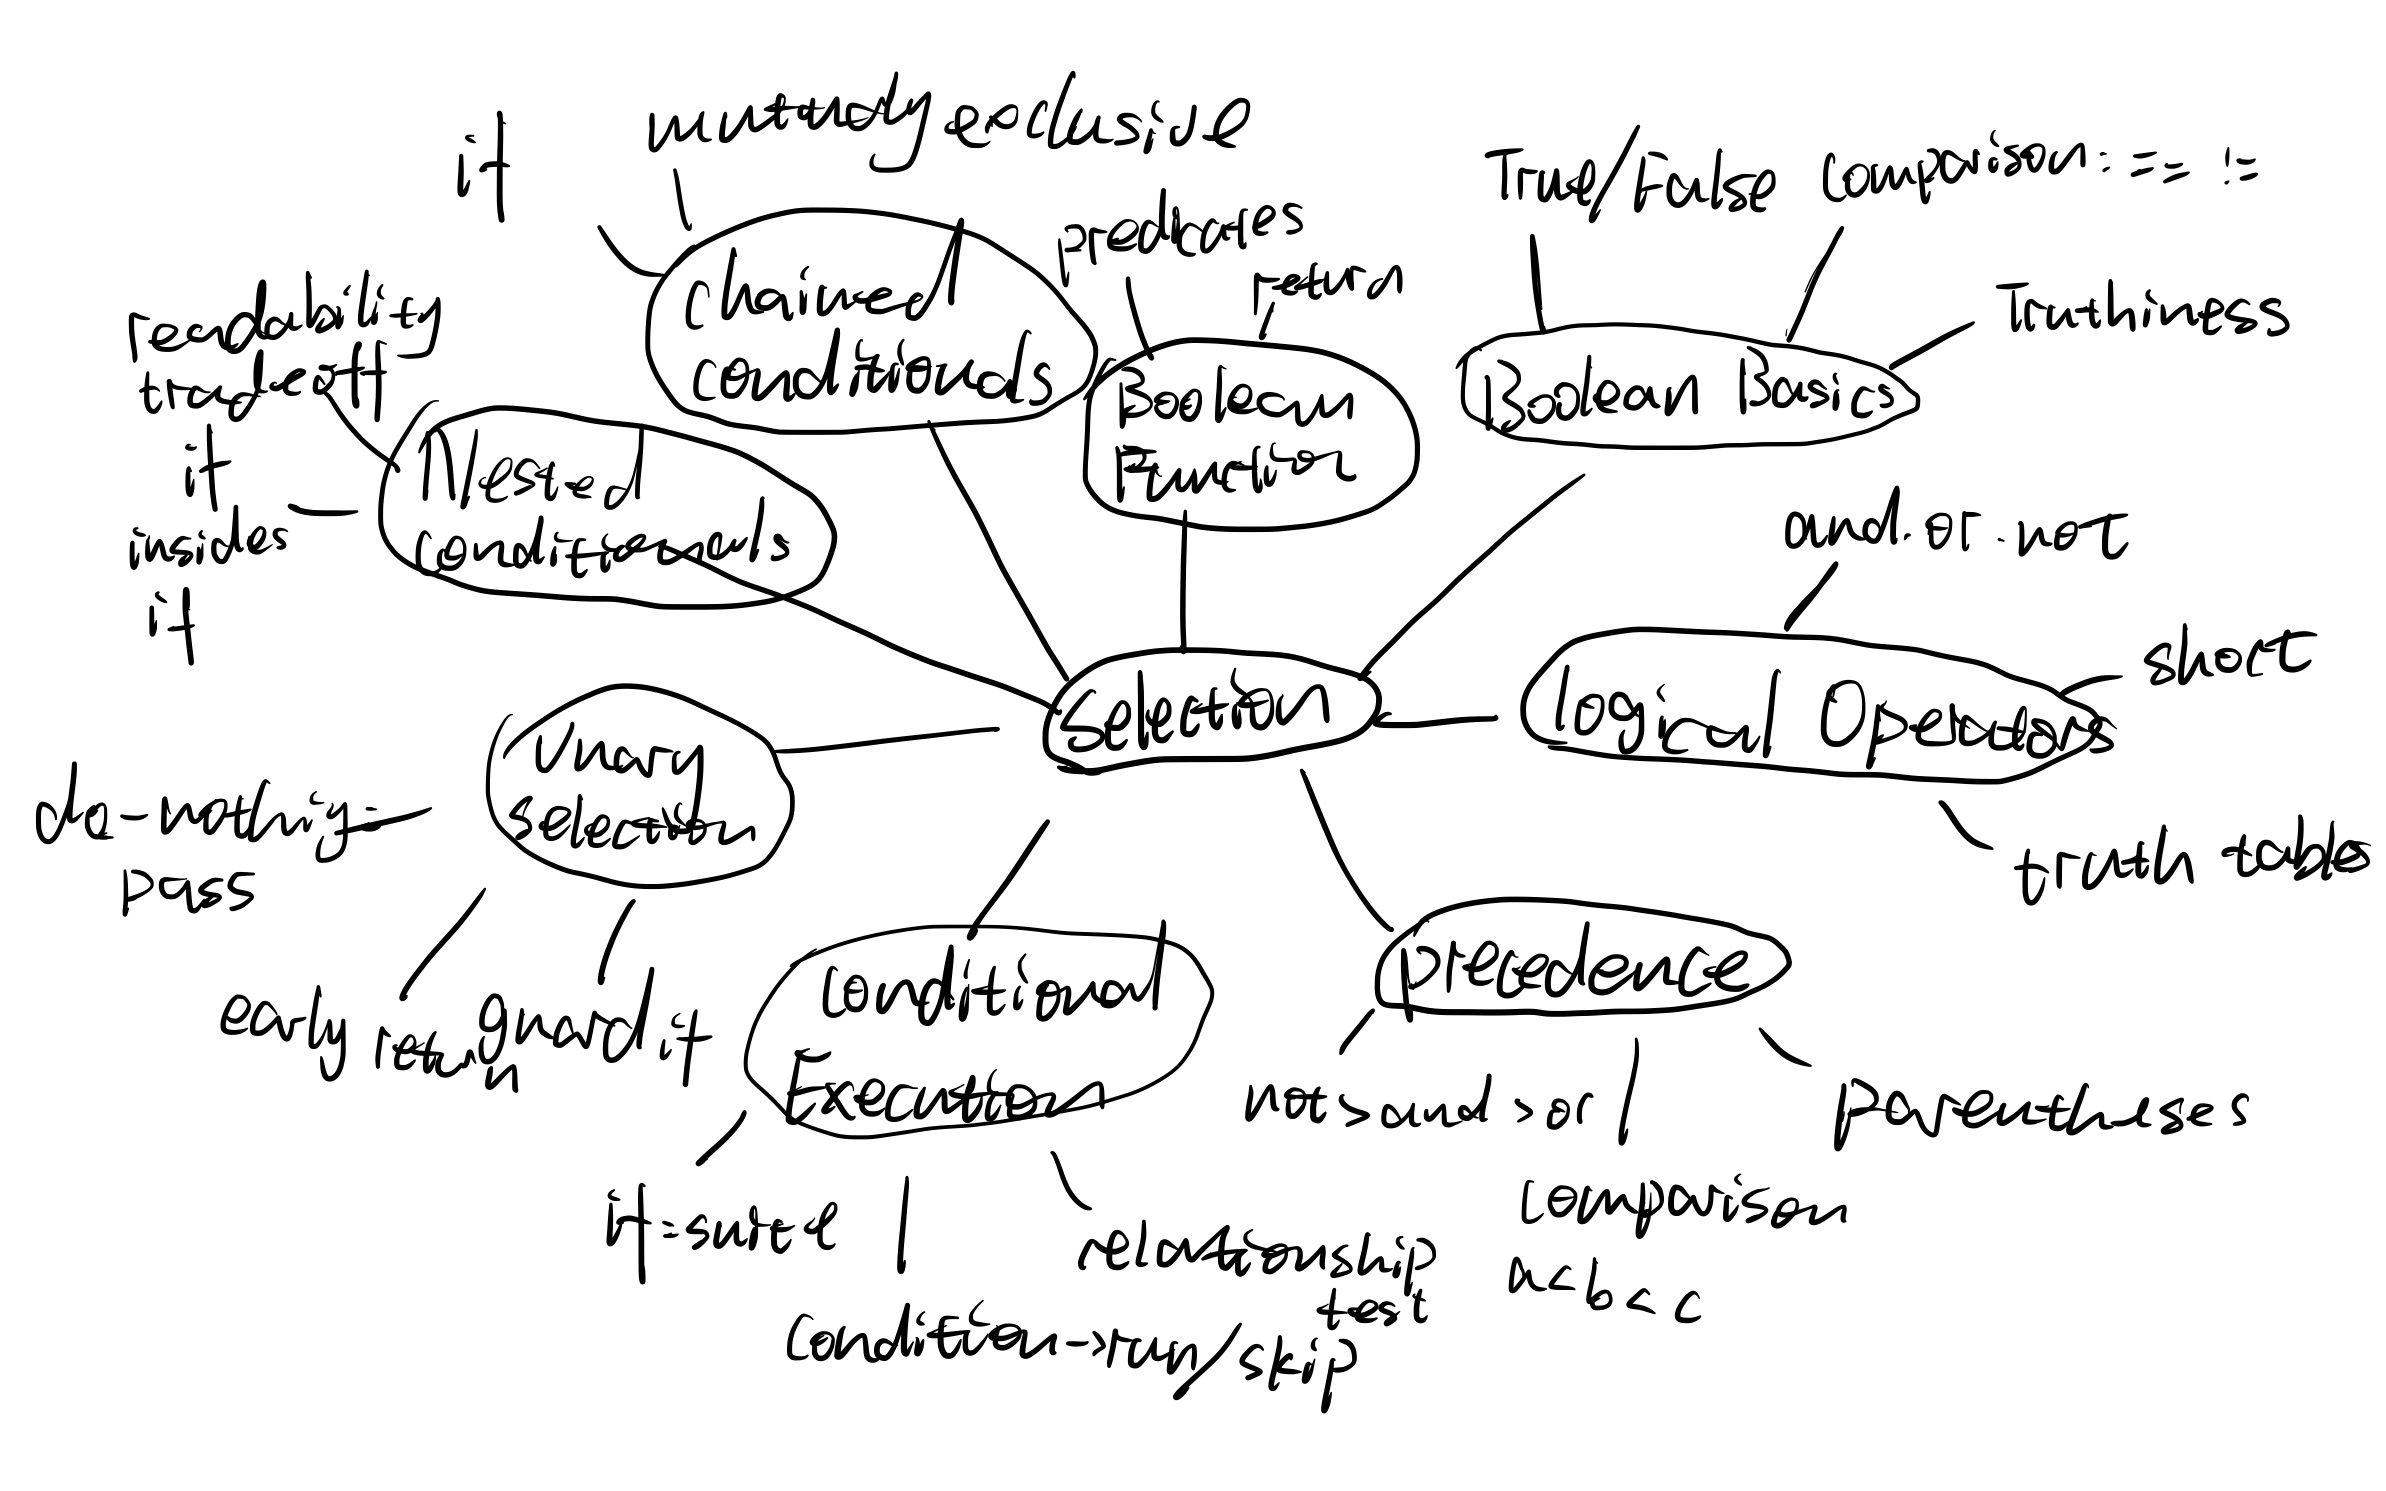 if
mutually exclusive
True/False
comparison: == !=
predicates
return
Truthiness
readability
tradeoff
Chained
conditionals
Boolean
Function
Boolean Basics
if
insides
if
Nested
conditionals
and . or . not
short
Selection
logical Operators
Unary
selection
do-nothing
pass
truth tables
early return
guard if
Conditional
Execution
precedence
not > and > or
parentheses
if = suite
relationship
test
comparison
a < b < c
condition → run/skip